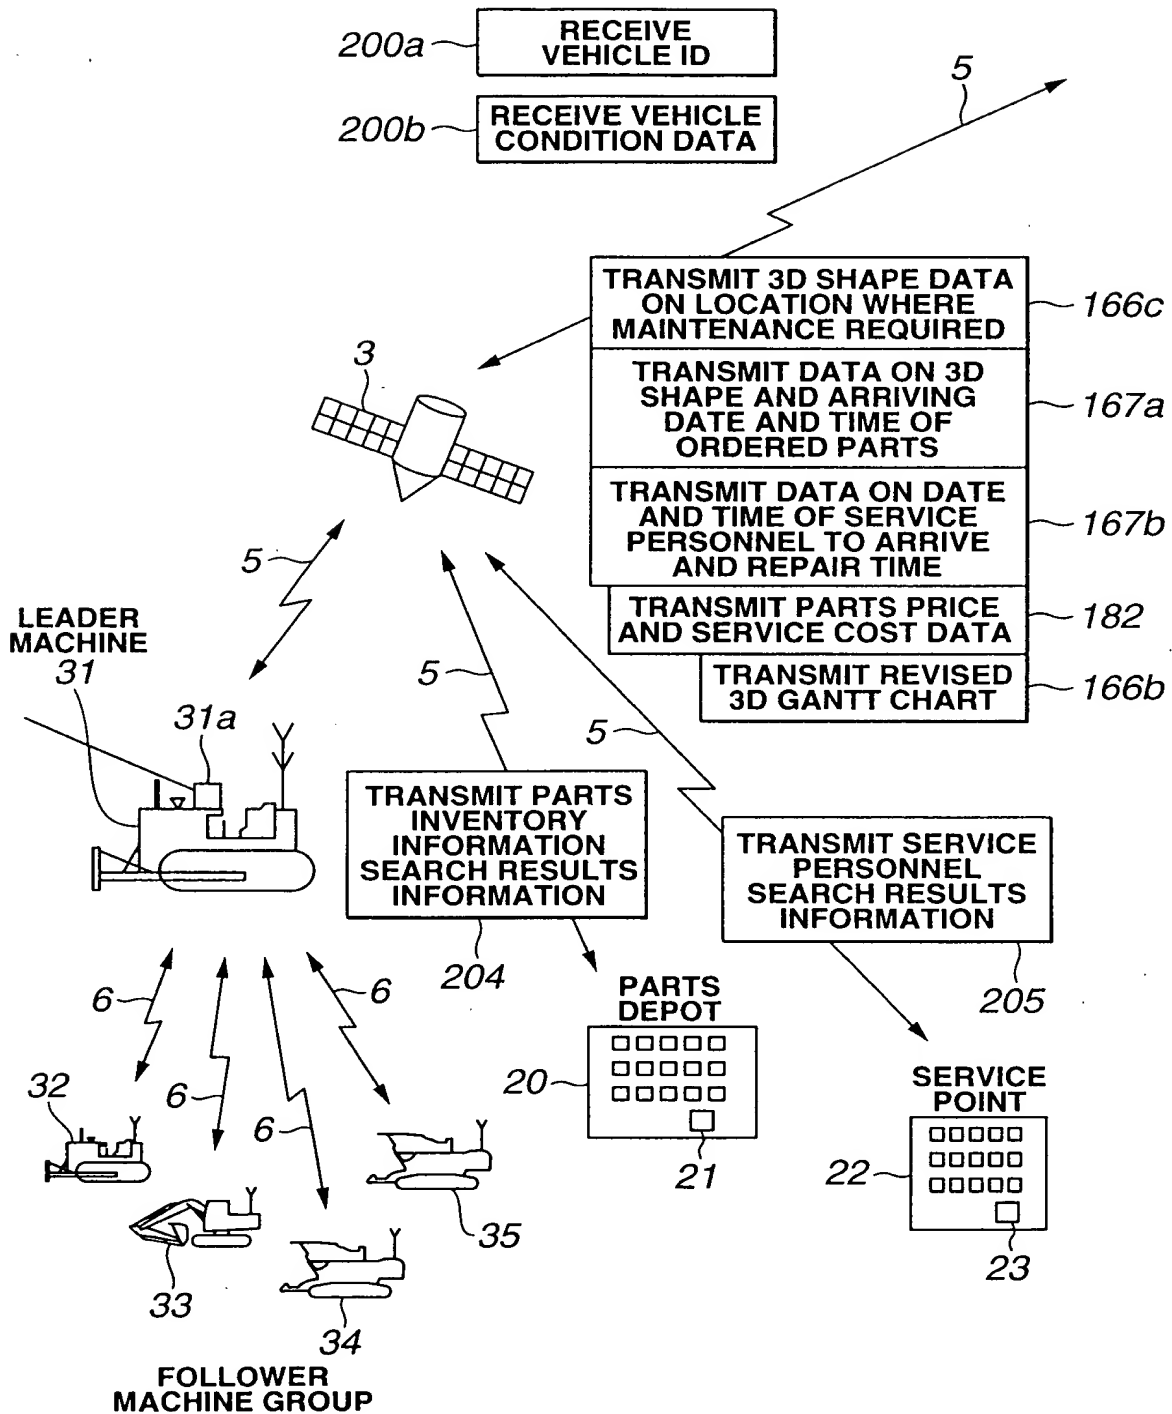 200a
RECEIVE
VEHICLE ID
200b
RECEIVE VEHICLE
CONDITION DATA
5
TRANSMIT 3D SHAPE DATA
ON LOCATION WHERE
MAINTENANCE REQUIRED
166c
TRANSMIT DATA ON 3D
SHAPE AND ARRIVING
DATE AND TIME OF
ORDERED PARTS
167a
TRANSMIT DATA ON DATE
AND TIME OF SERVICE
PERSONNEL TO ARRIVE
AND REPAIR TIME
167b
TRANSMIT PARTS PRICE
AND SERVICE COST DATA
182
TRANSMIT REVISED
3D GANTT CHART
166b
3
5
5
5
LEADER
MACHINE
31
31a
TRANSMIT PARTS
INVENTORY
INFORMATION
SEARCH RESULTS
INFORMATION
204
TRANSMIT SERVICE
PERSONNEL
SEARCH RESULTS
INFORMATION
205
6
6
6
6
PARTS
DEPOT
20
21
SERVICE
POINT
22
23
32
33
34
35
FOLLOWER
MACHINE GROUP